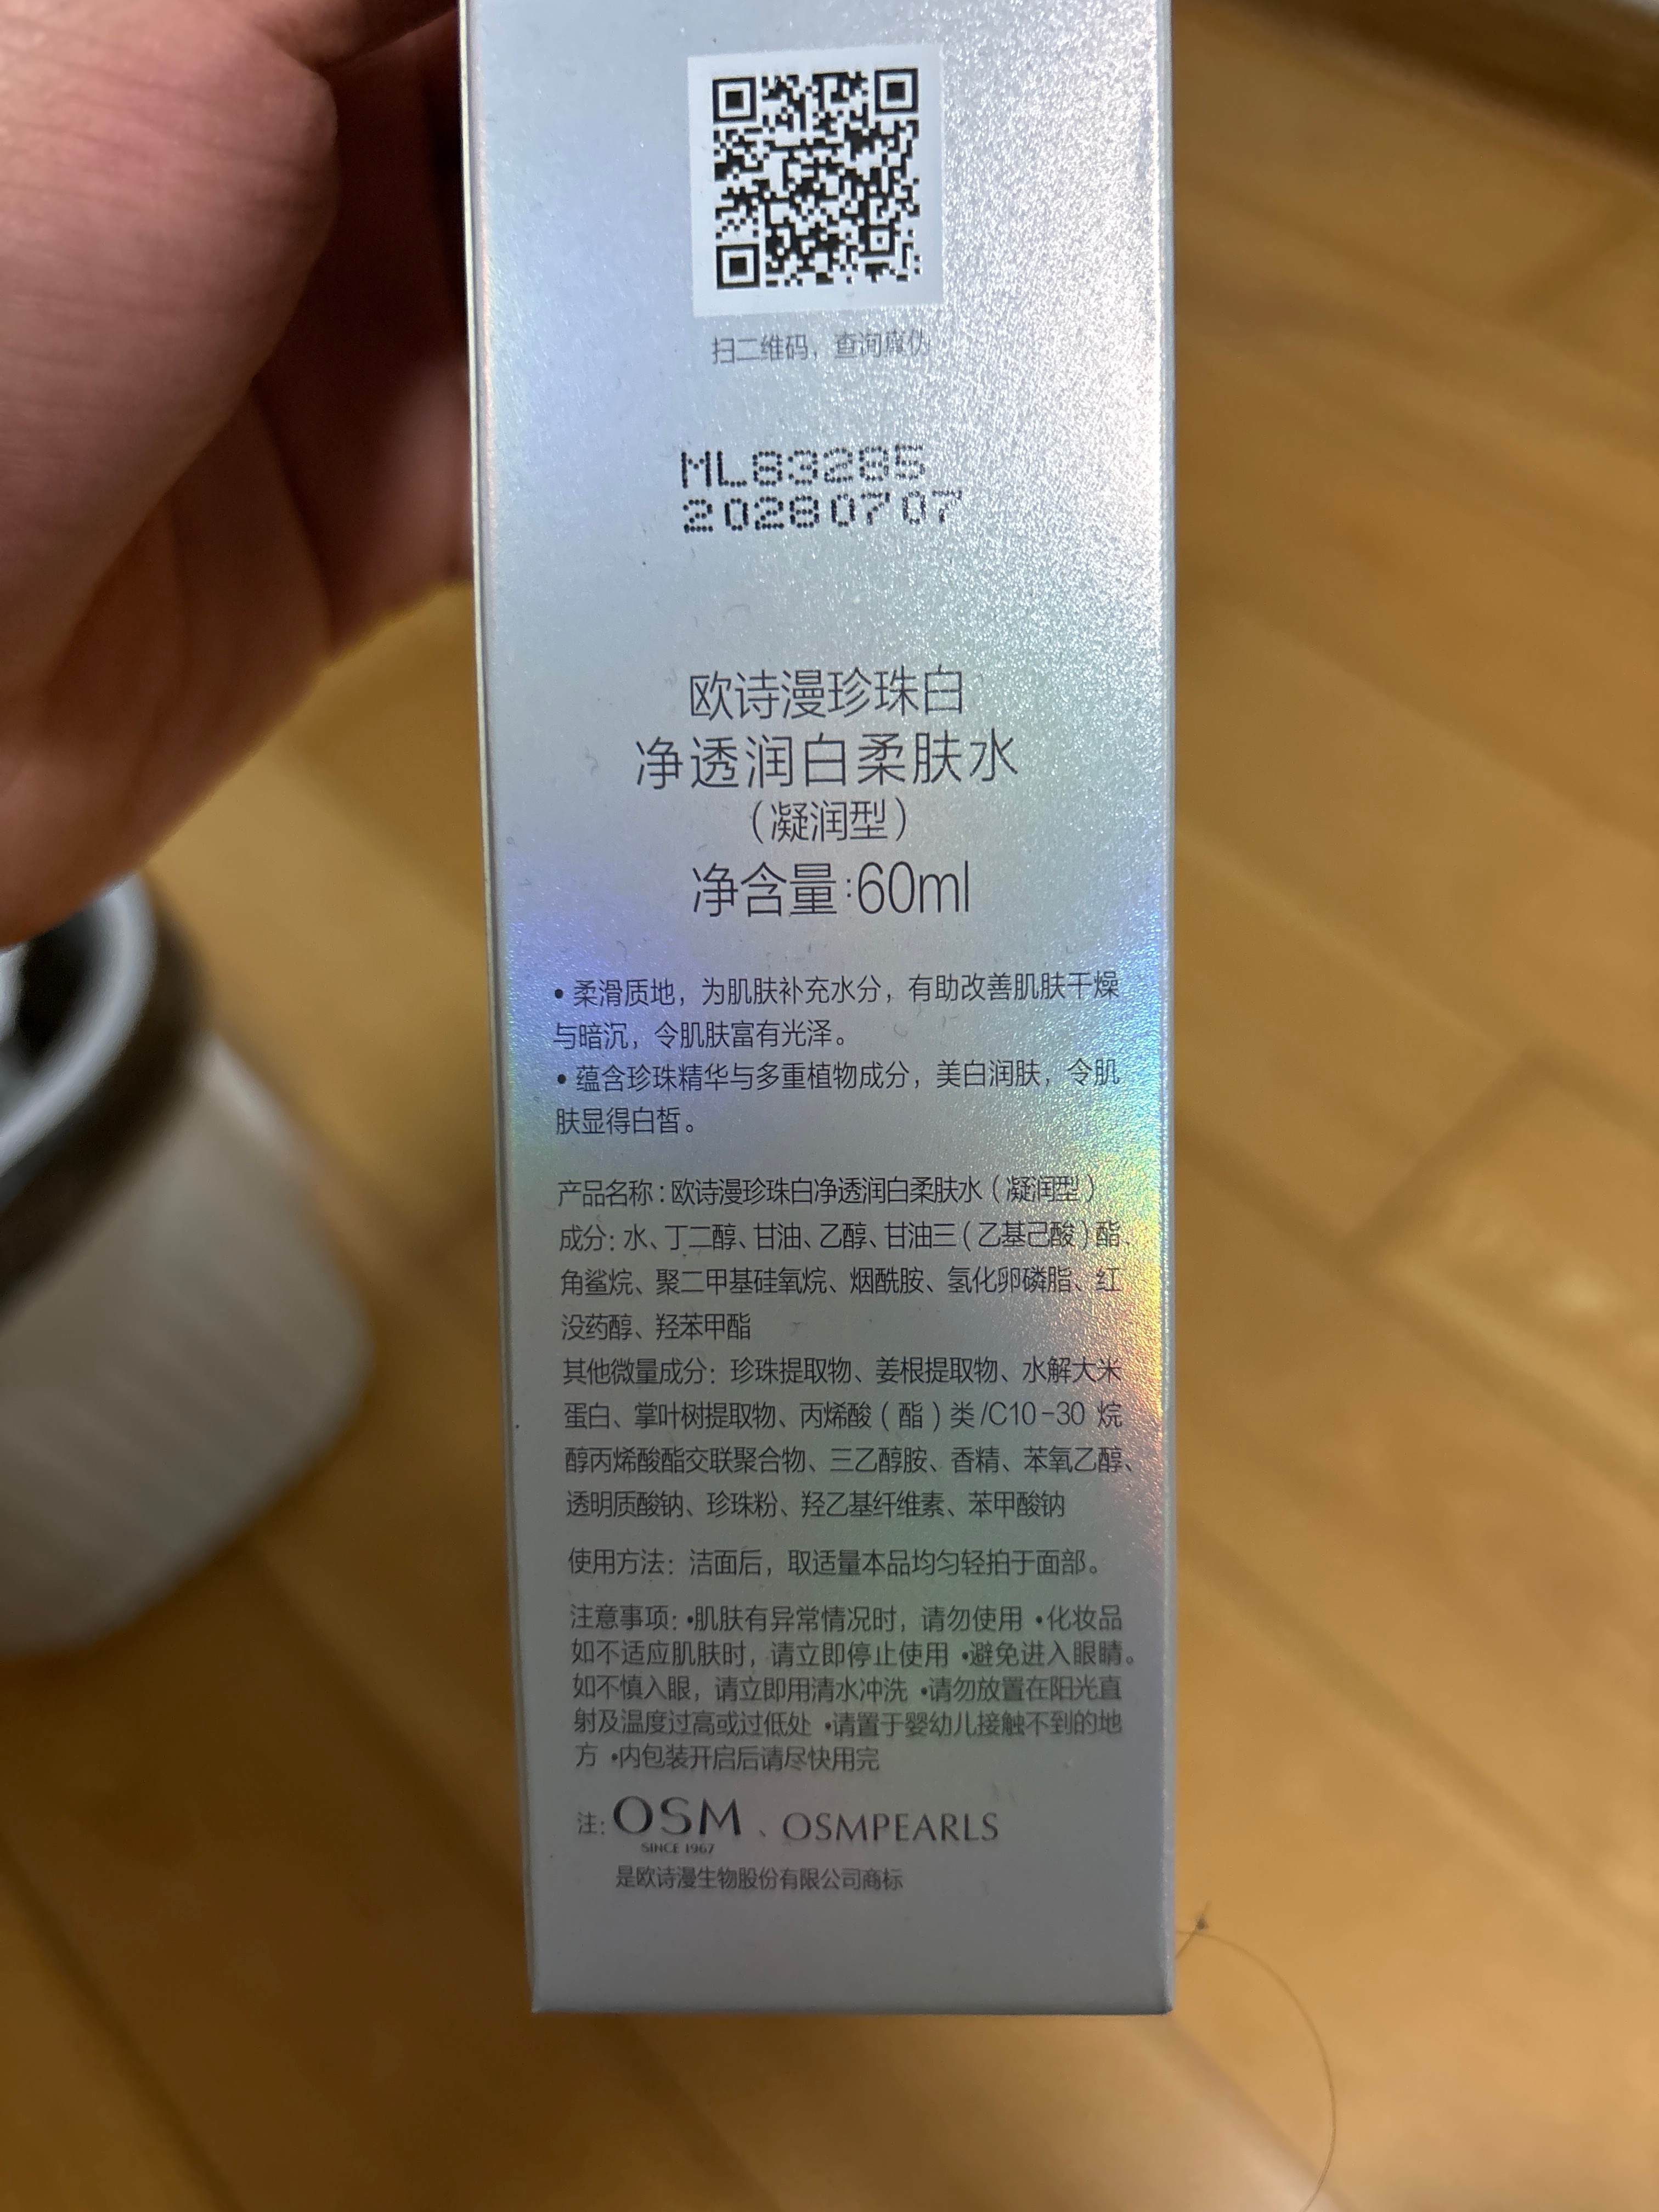 扫二维码，查询真伪
ML83285
20280707
欧诗漫珍珠白
净透润白柔肤水
（凝润型）
净含量:60ml
• 柔滑质地，为肌肤补充水分，有助改善肌肤干燥
与暗沉，令肌肤富有光泽。
• 蕴含珍珠精华与多重植物成分，美白润肤，令肌
肤显得白皙。
产品名称:欧诗漫珍珠白净透润白柔肤水（凝润型）
成分:水、丁二醇、甘油、乙醇、甘油三（乙基己酸）酯、
角鲨烷、聚二甲基硅氧烷、烟酰胺、氢化卵磷脂、红
没药醇、羟苯甲酯
其他微量成分：珍珠提取物、姜根提取物、水解大米
蛋白、掌叶树提取物、丙烯酸（酯）类/C10-30 烷
醇丙烯酸酯交联聚合物、三乙醇胺、香精、苯氧乙醇、
透明质酸钠、珍珠粉、羟乙基纤维素、苯甲酸钠
使用方法：洁面后，取适量本品均匀轻拍于面部。
注意事项:•肌肤有异常情况时，请勿使用 •化妆品
如不适应肌肤时，请立即停止使用 •避免进入眼睛。
如不慎入眼，请立即用清水冲洗 •请勿放置在阳光直
射及温度过高或过低处 •请置于婴幼儿接触不到的地
方 •内包装开启后请尽快用完
注: OSM 、OSMPEARLS
SINCE 1967
是欧诗漫生物股份有限公司商标